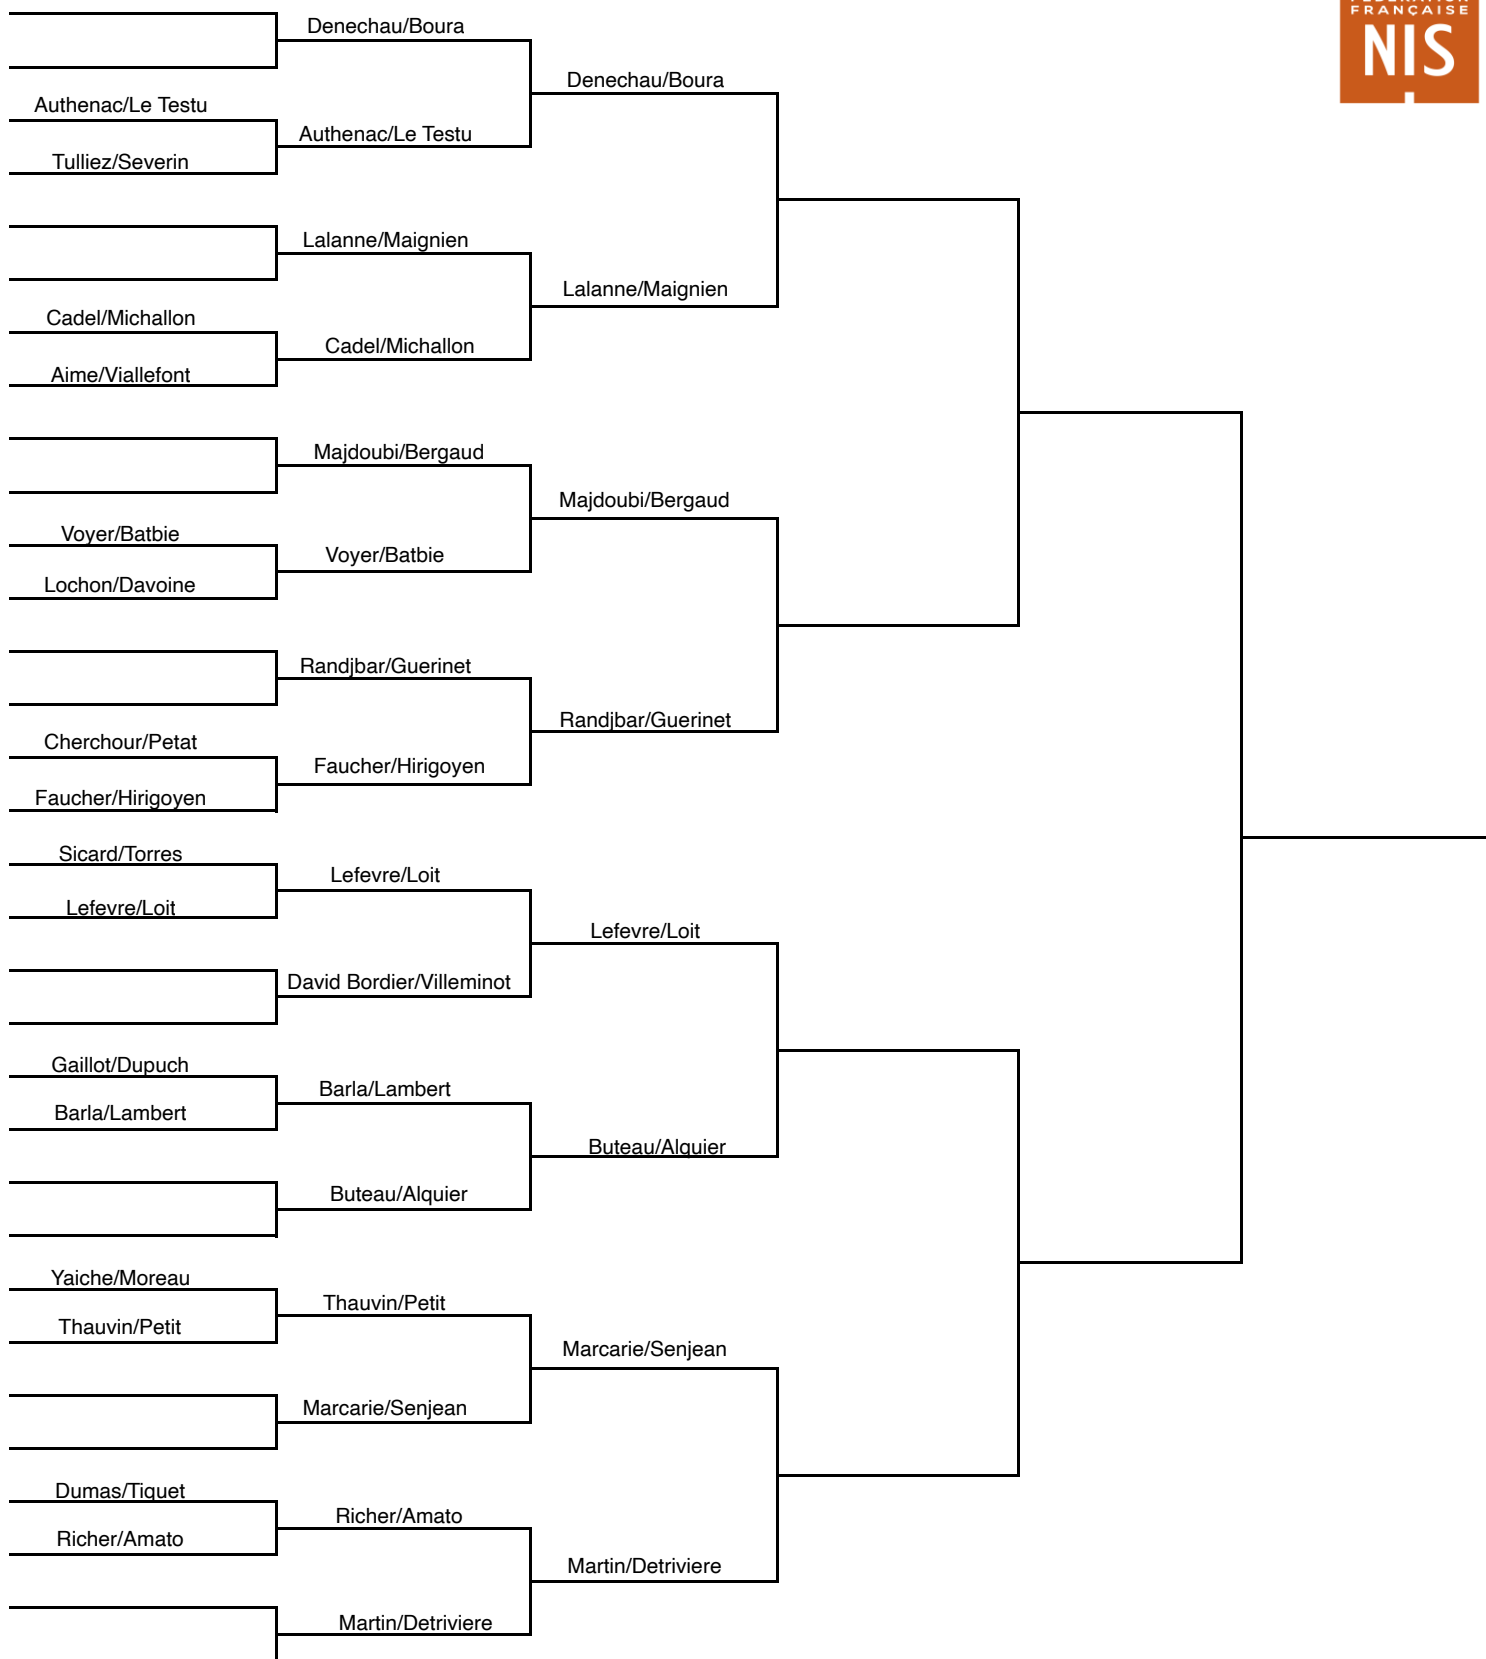 FRANÇAISE
NIS
Denechau/Boura
Denechau/Boura
Authenac/Le Testu
Authenac/Le Testu
Tulliez/Severin
Lalanne/Maignien
Lalanne/Maignien
Cadel/Michallon
Cadel/Michallon
Aime/Viallefont
Majdoubi/Bergaud
Majdoubi/Bergaud
Voyer/Batbie
Voyer/Batbie
Lochon/Davoine
Randjbar/Guerinet
Randjbar/Guerinet
Cherchour/Petat
Faucher/Hirigoyen
Faucher/Hirigoyen
Sicard/Torres
Lefevre/Loit
Lefevre/Loit
Lefevre/Loit
David Bordier/Villeminot
Gaillot/Dupuch
Barla/Lambert
Barla/Lambert
Buteau/Alquier
Buteau/Alquier
Yaiche/Moreau
Thauvin/Petit
Thauvin/Petit
Marcarie/Senjean
Marcarie/Senjean
Dumas/Tiquet
Richer/Amato
Richer/Amato
Martin/Detriviere
Martin/Detriviere